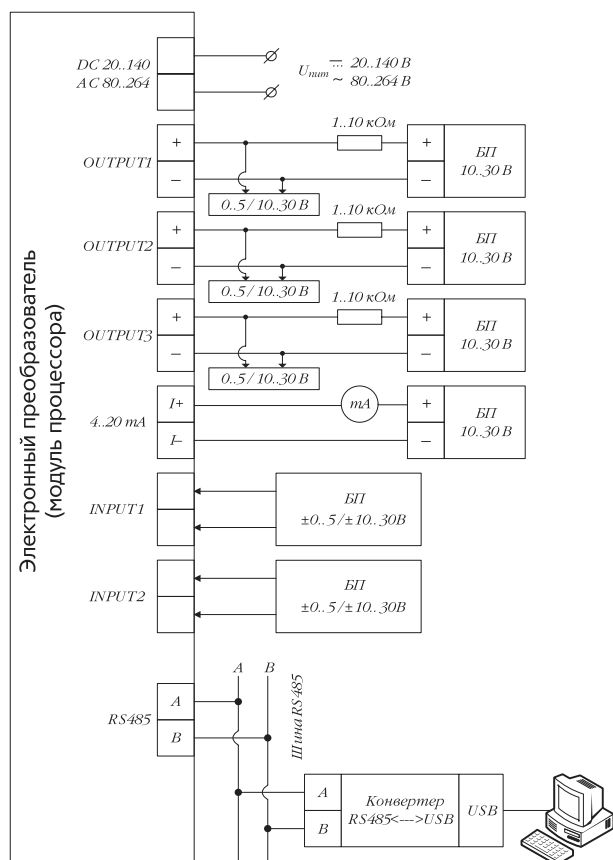 Электронный преобразователь
(модуль процессора)
DC 20..140
AC 80..264
Uпит ⎓ 20..140 В
~ 80..264 В
OUTPUT1
+
–
1..10 кОм
0..5 / 10..30 В
+
–
БП
10..30 В
OUTPUT2
+
–
1..10 кОм
0..5 / 10..30 В
+
–
БП
10..30 В
OUTPUT3
+
–
1..10 кОм
0..5 / 10..30 В
+
–
БП
10..30 В
4..20 mA
I+
I–
mA
+
–
БП
10..30 В
INPUT1
БП
±0..5/±10..30В
INPUT2
БП
±0..5/±10..30В
A B
Шина RS485
RS485
A
B
A
B
Конвертер
RS485<--->USB
USB